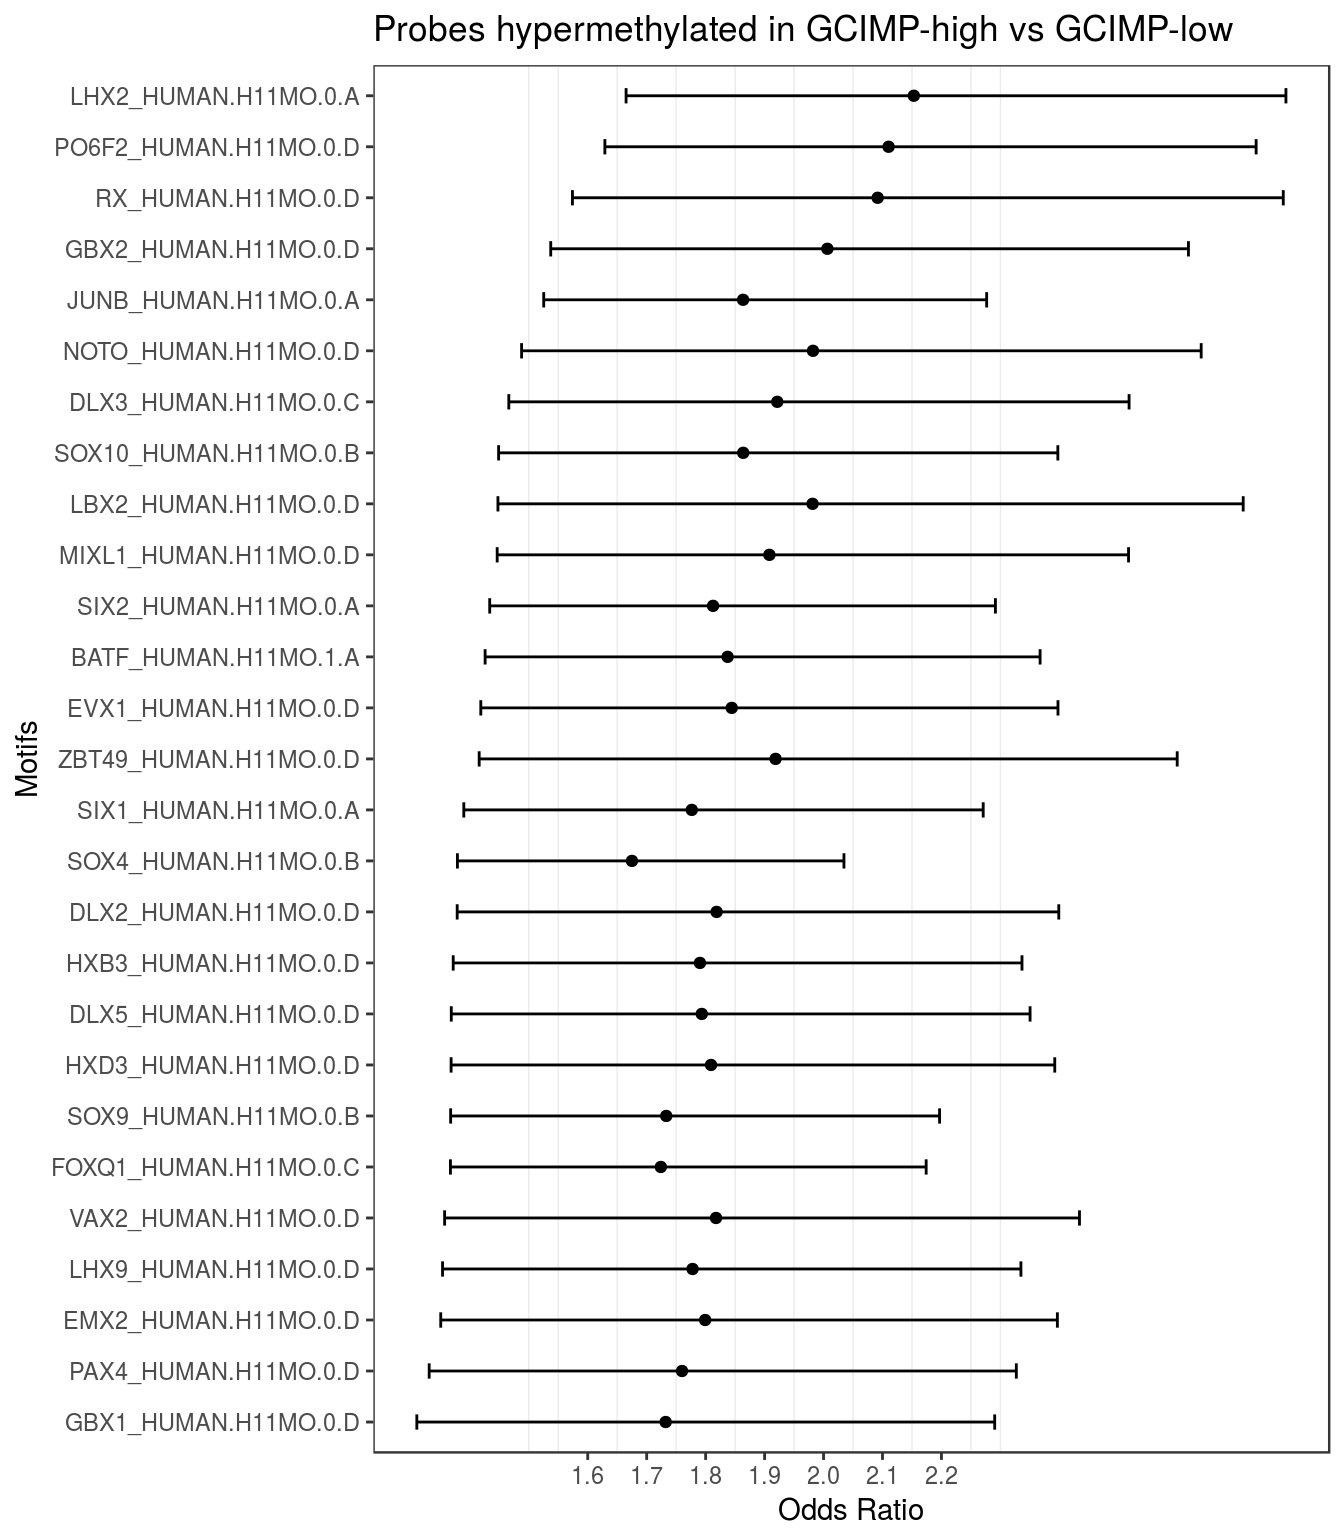 Probes hypermethylated in GCIMP-high vs GCIMP-low
Motifs
LHX2_HUMAN.H11MO.0.A
PO6F2_HUMAN.H11MO.0.D
RX_HUMAN.H11MO.0.D
GBX2_HUMAN.H11MO.0.D
JUNB_HUMAN.H11MO.0.A
NOTO_HUMAN.H11MO.0.D
DLX3_HUMAN.H11MO.0.C
SOX10_HUMAN.H11MO.0.B
LBX2_HUMAN.H11MO.0.D
MIXL1_HUMAN.H11MO.0.D
SIX2_HUMAN.H11MO.0.A
BATF_HUMAN.H11MO.1.A
EVX1_HUMAN.H11MO.0.D
ZBT49_HUMAN.H11MO.0.D
SIX1_HUMAN.H11MO.0.A
SOX4_HUMAN.H11MO.0.B
DLX2_HUMAN.H11MO.0.D
HXB3_HUMAN.H11MO.0.D
DLX5_HUMAN.H11MO.0.D
HXD3_HUMAN.H11MO.0.D
SOX9_HUMAN.H11MO.0.B
FOXQ1_HUMAN.H11MO.0.C
VAX2_HUMAN.H11MO.0.D
LHX9_HUMAN.H11MO.0.D
EMX2_HUMAN.H11MO.0.D
PAX4_HUMAN.H11MO.0.D
GBX1_HUMAN.H11MO.0.D
1.6 1.7 1.8 1.9 2.0 2.1 2.2
Odds Ratio